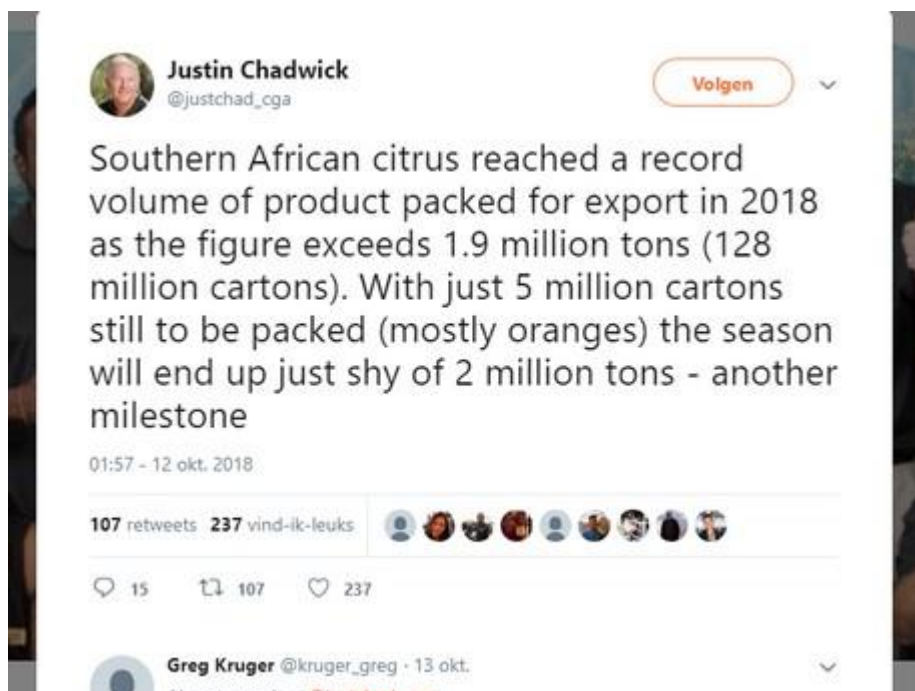 Justin Chadwick
@justchad_cga
Volgen
Southern African citrus reached a record
volume of product packed for export in 2018
as the figure exceeds 1.9 million tons (128
million cartons). With just 5 million cartons
still to be packed (mostly oranges) the season
will end up just shy of 2 million tons - another
milestone
01:57 - 12 okt. 2018
107 retweets 237 vind-ik-leuks
15 107 237
Greg Kruger @kruger_greg · 13 okt.